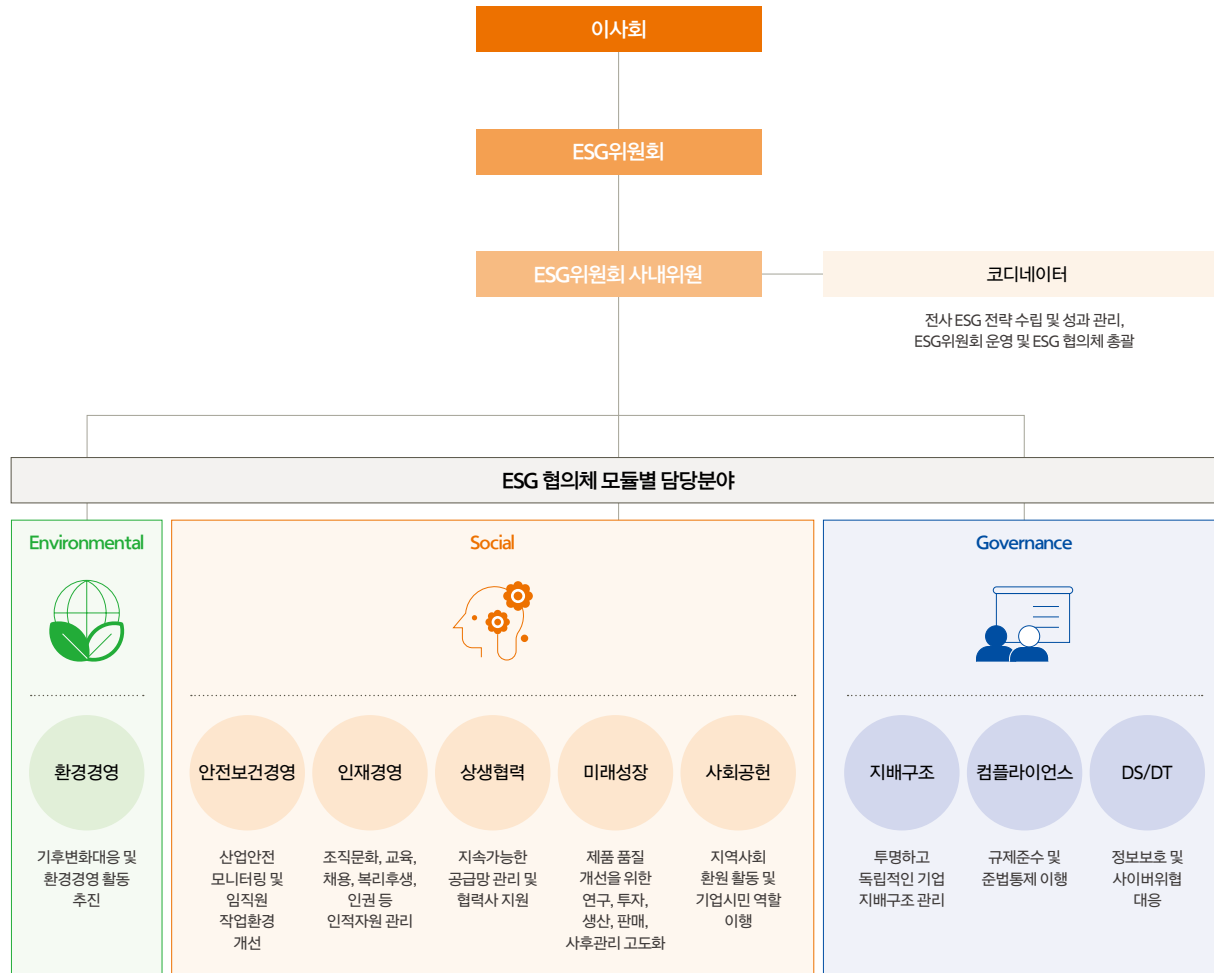 이사회
ESG위원회
ESG위원회 사내위원
코디네이터
전사 ESG 전략 수립 및 성과 관리,
ESG위원회 운영 및 ESG 협의체 총괄
ESG 협의체 모듈별 담당분야
Environmental
환경경영
기후변화대응 및
환경경영 활동
추진
Social
안전보건경영
산업안전
모니터링 및
임직원
작업환경
개선
인재경영
조직문화, 교육,
채용, 복리후생,
인권 등
인적자원 관리
상생협력
지속가능한
공급망 관리 및
협력사 지원
미래성장
제품 품질
개선을 위한
연구, 투자,
생산, 판매,
사후관리 고도화
사회공헌
지역사회
환원 활동 및
기업시민 역할
이행
Governance
지배구조
투명하고
독립적인 기업
지배구조 관리
컴플라이언스
규제준수 및
준법통제 이행
DS/DT
정보보호 및
사이버위협
대응